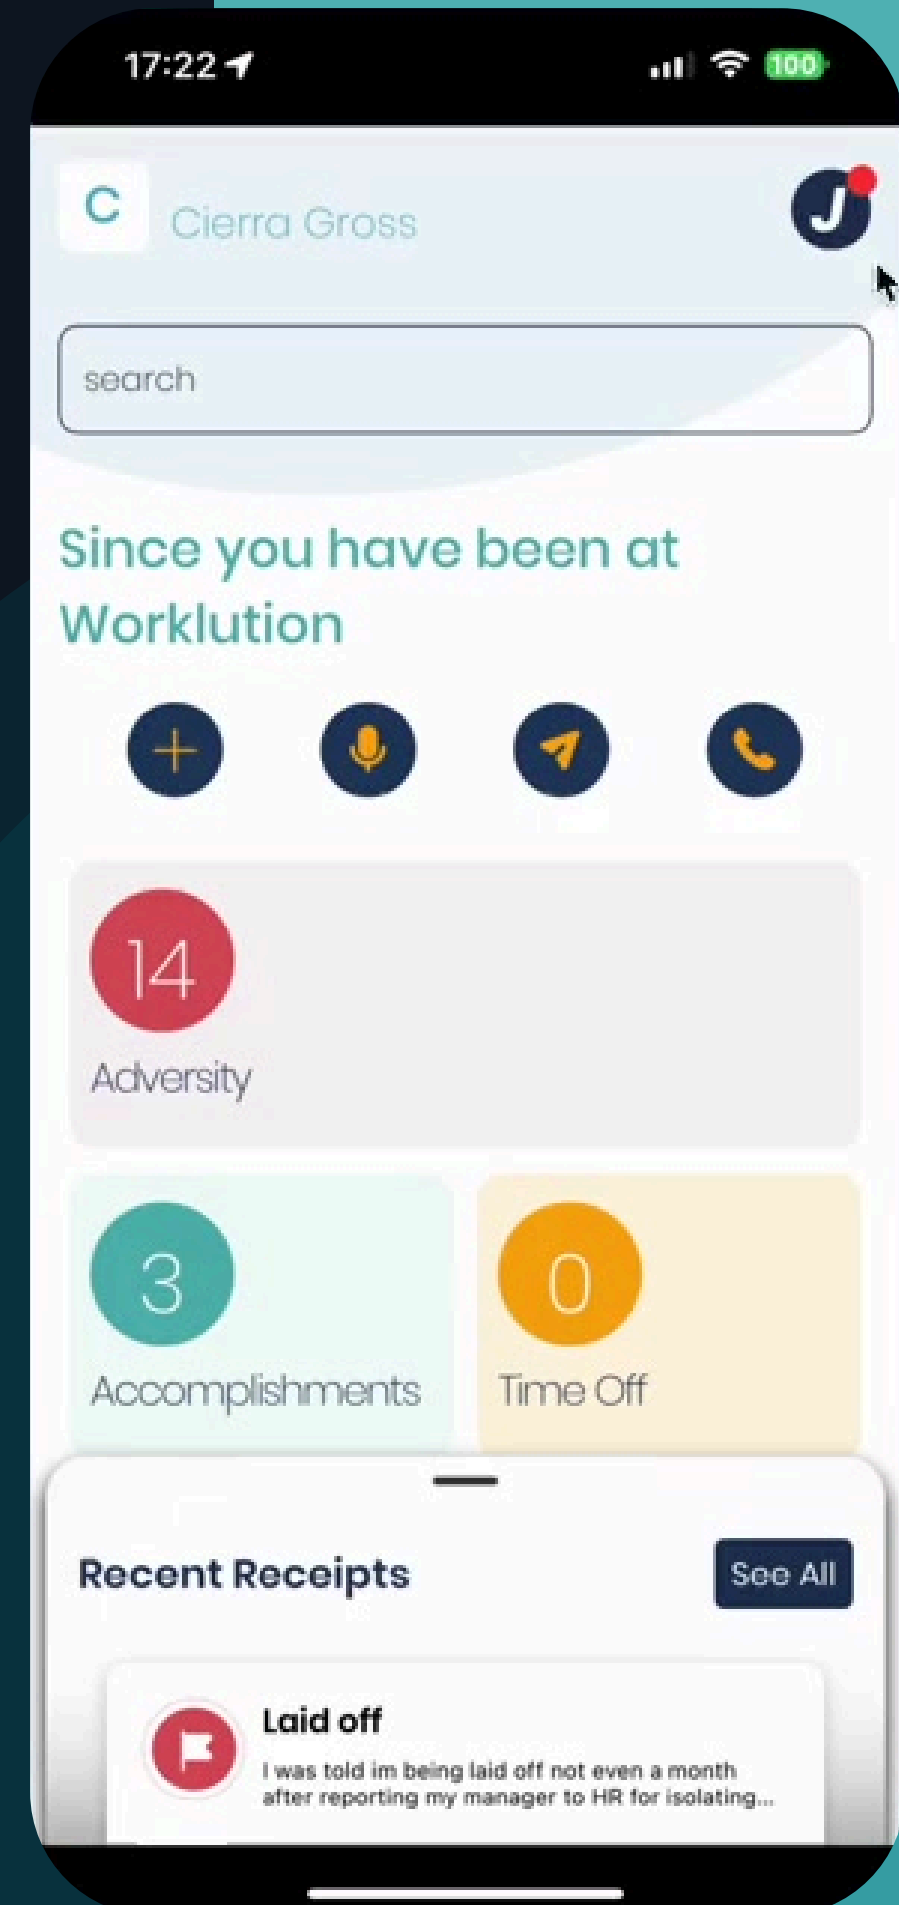 17:22
100
C
Cierra Gross
J
search
Since you have been at
Worklution
14
Adversity
3
Accomplishments
0
Time Off
Recent Receipts
See All
Laid off
I was told im being laid off not even a month
after reporting my manager to HR for isolating...